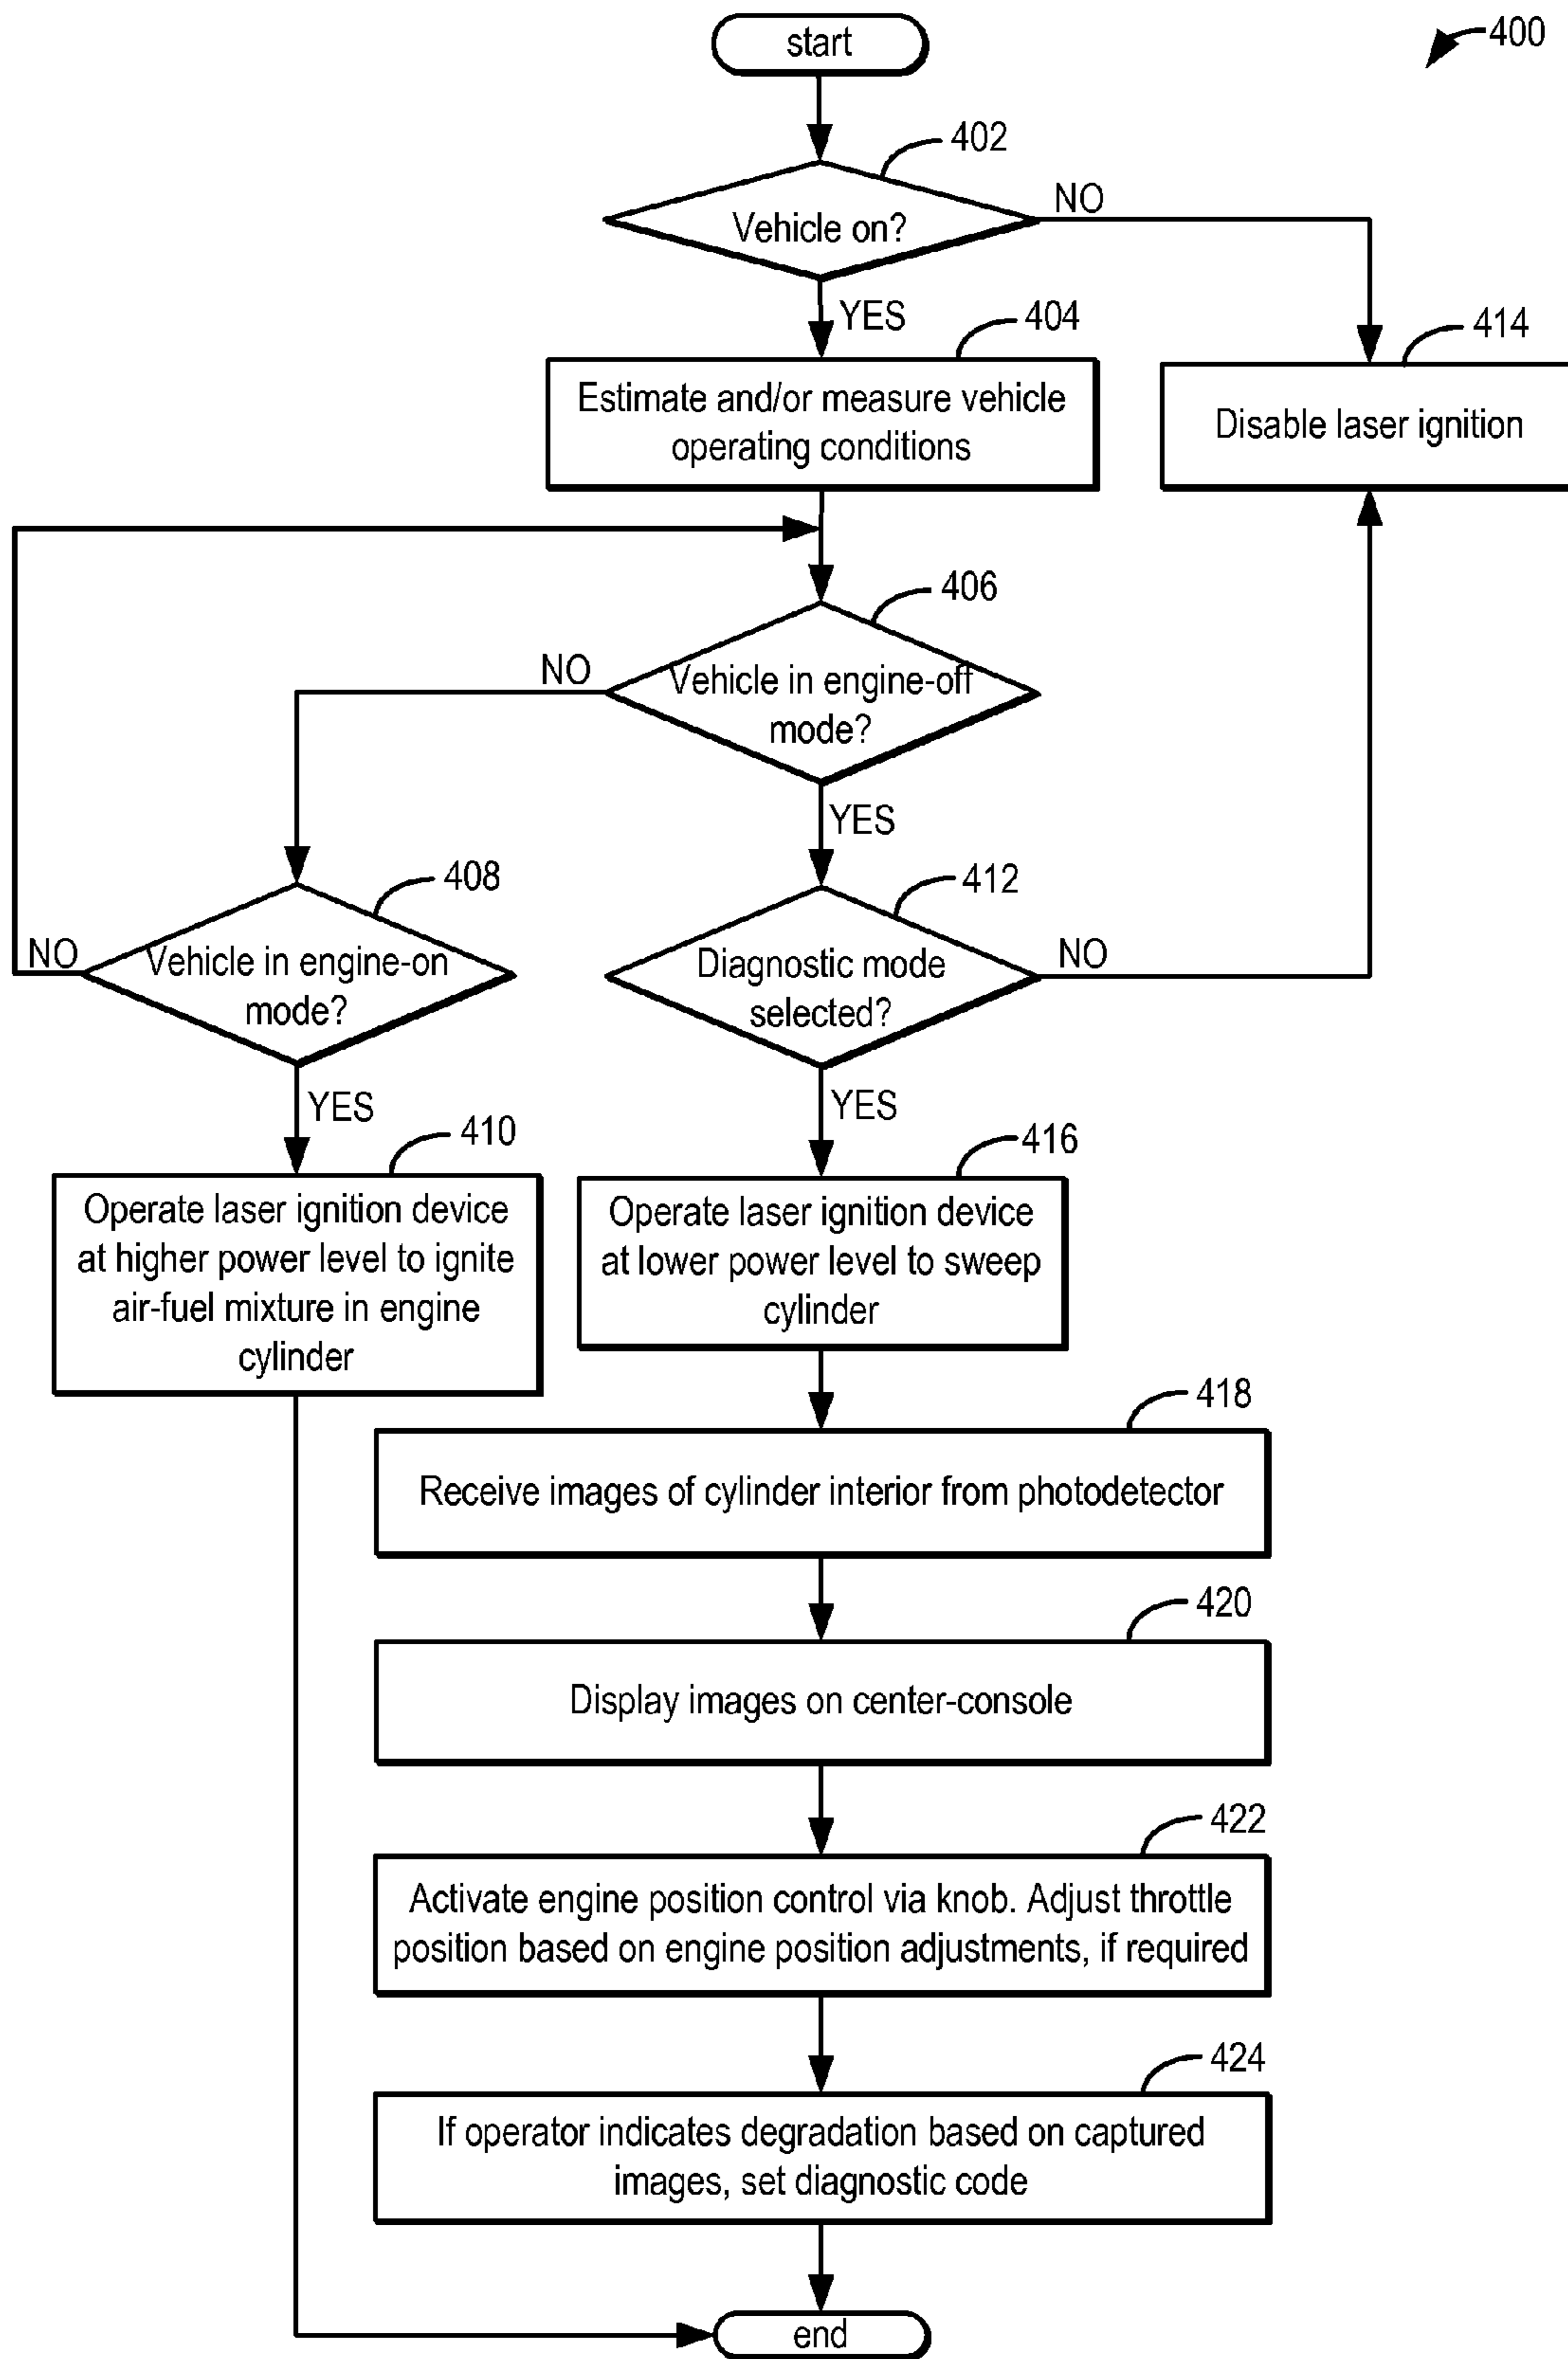 start
400
402
Vehicle on?
NO
YES
404
414
Estimate and/or measure vehicle
operating conditions
Disable laser ignition
406
NO
Vehicle in engine-off
mode?
YES
408
412
NO
Vehicle in engine-on
mode?
Diagnostic mode
selected?
NO
YES
YES
410
416
Operate laser ignition device
at higher power level to ignite
air-fuel mixture in engine
cylinder
Operate laser ignition device
at lower power level to sweep
cylinder
418
Receive images of cylinder interior from photodetector
420
Display images on center-console
422
Activate engine position control via knob. Adjust throttle
position based on engine position adjustments, if required
424
If operator indicates degradation based on captured
images, set diagnostic code
end